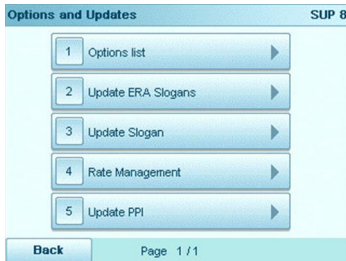 Options and Updates SUP 8
1 Options list
2 Update ERA Slogans
3 Update Slogan
4 Rate Management
5 Update PPI
Back Page 1/1